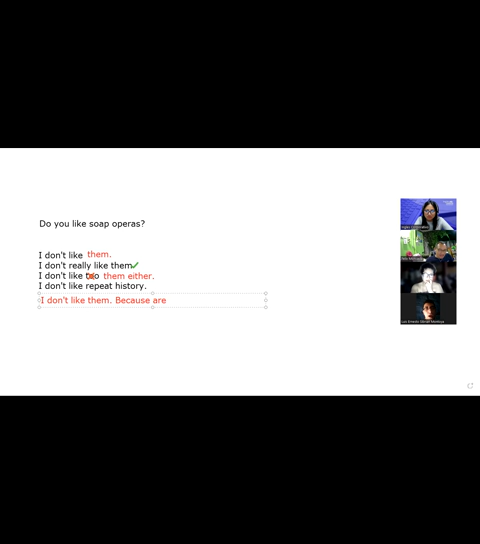 Do you like soap operas?
I don't like them.
I don't really like them
I don't like too them either.
I don't like repeat history.
I don't like them. Because are